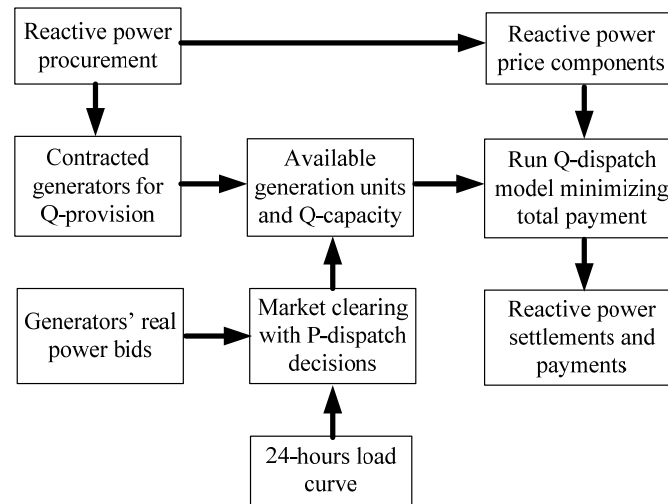 Reactive power
procurement
Reactive power
price components
Contracted
generators for
Q-provision
Available
generation units
and Q-capacity
Run Q-dispatch
model minimizing
total payment
Generators' real
power bids
Market clearing
with P-dispatch
decisions
Reactive power
settlements and
payments
24-hours load
curve